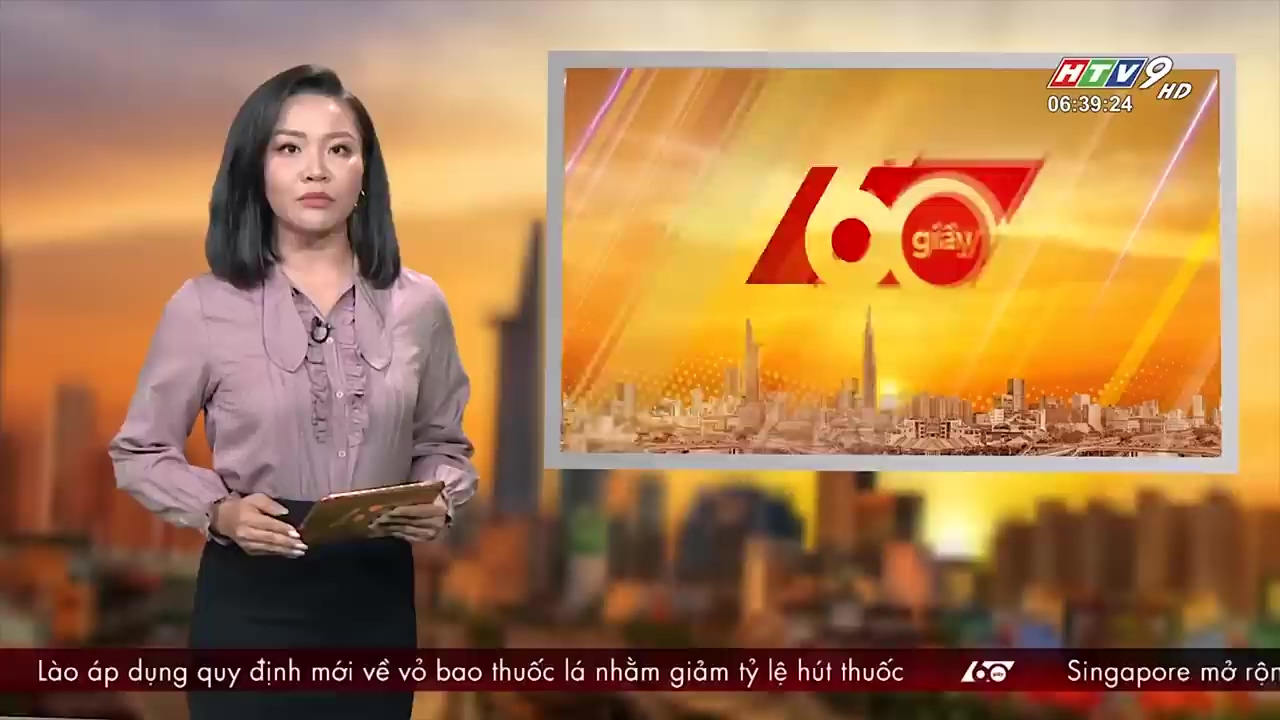 HTV9 HD
06:39:24
60 giây
Lào áp dụng quy định mới về vỏ bao thuốc lá nhằm giảm tỷ lệ hút thuốc 60 giây Singapore mở rộn